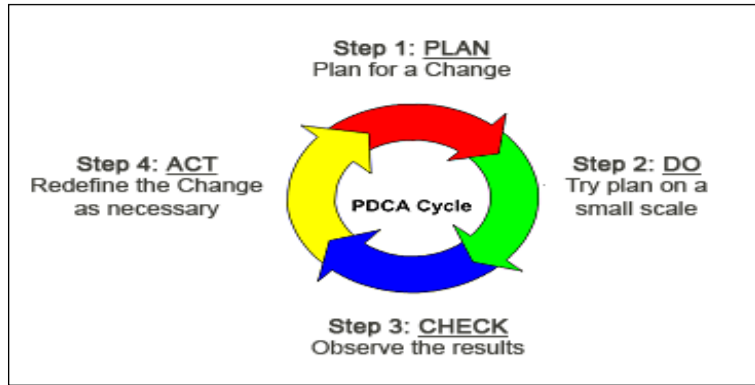 Step 1: PLAN
Plan for a Change
Step 4: ACT
Redefine the Change
as necessary
PDCA Cycle
Step 2: DO
Try plan on a
small scale
Step 3: CHECK
Observe the results